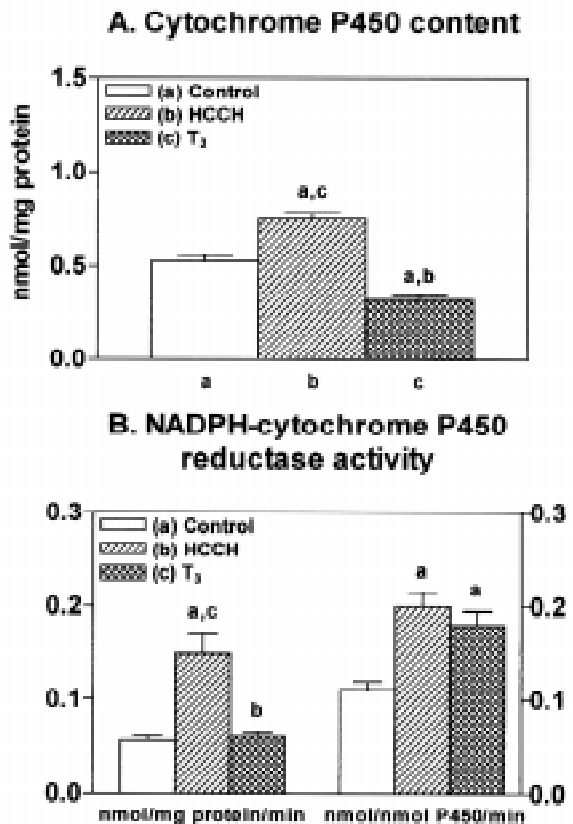 A. Cytochrome P450 content
nmol/mg protein
1.5
1.0
0.5
0.0
(a) Control
(b) HCCH
(c) T3
a,c
a,b
a b c
B. NADPH-cytochrome P450
reductase activity
0.3
0.2
0.1
0.0
(a) Control
(b) HCCH
(c) T3
a,c
b
a
a
0.3
0.2
0.1
0.0
nmol/mg protein/min nmol/nmol P450/min